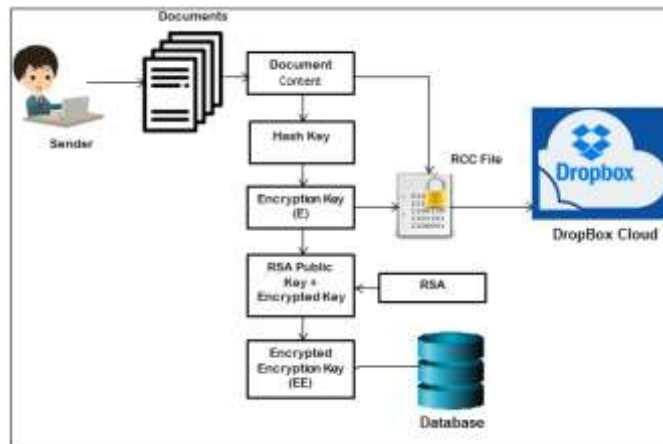 Documents
Sender
Document
Content
Hash Key
RCC File
Encryption Key
(E)
Dropbox
DropBox Cloud
RSA Public
Key +
Encrypted Key
RSA
Encrypted
Encryption Key
(EE)
Database